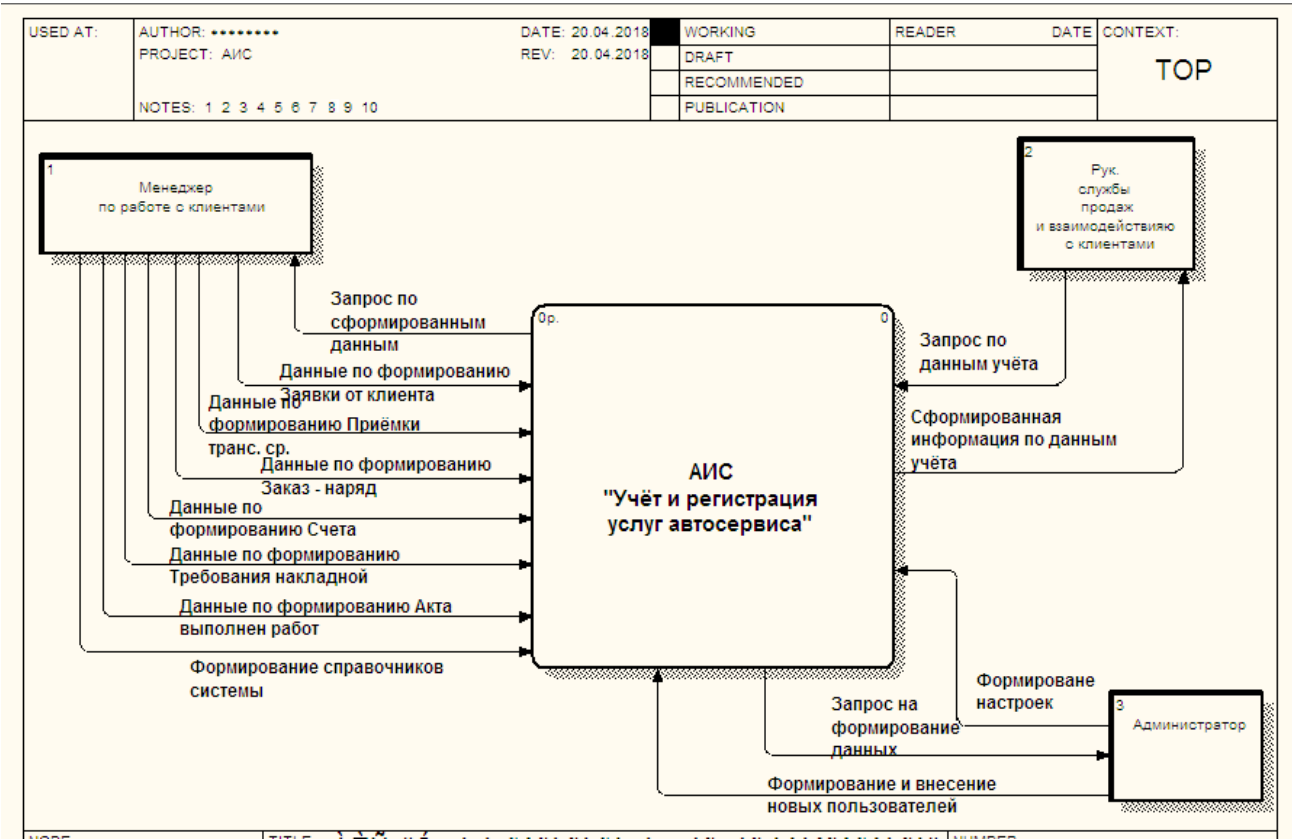 USED AT:
AUTHOR: ••••••••
DATE: 20.04.2018
WORKING
READER
DATE
CONTEXT:
PROJECT: АИС
REV: 20.04.2018
DRAFT
TOP
RECOMMENDED
NOTES: 1 2 3 4 5 6 7 8 9 10
PUBLICATION
1
Менеджер
по работе с клиентами
2
Рук.
службы
продаж
и взаимодействияю
с клиентами
Запрос по
сформированным
данным
Данные по формированию
Заявки от клиента
Данные по
формированию Приёмки
транс. ср.
Данные по формированию
Заказ - наряд
Данные по
формированию Счета
Данные по формированию
Требования накладной
Данные по формированию Акта
выполнен работ
Формирование справочников
системы
0р.
0
АИС
"Учёт и регистрация
услуг автосервиса"
Запрос по
данным учёта
Сформированная
информация по данным
учёта
Формироване
настроек
3
Администратор
Запрос на
формирование
данных
Формирование и внесение
новых пользователей